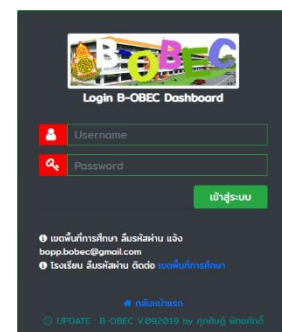 BOBEC
Login B-OBEC Dashboard
Username
Password
เข้าสู่ระบบ
เขตพื้นที่การศึกษา ลืมรหัสผ่าน แจ้ง
bopp.bobec@gmail.com
โรงเรียน ลืมรหัสผ่าน ติดต่อ เขตพื้นที่การศึกษา
กลับหน้าแรก
© UPDATE : B-OBEC V.092019 by